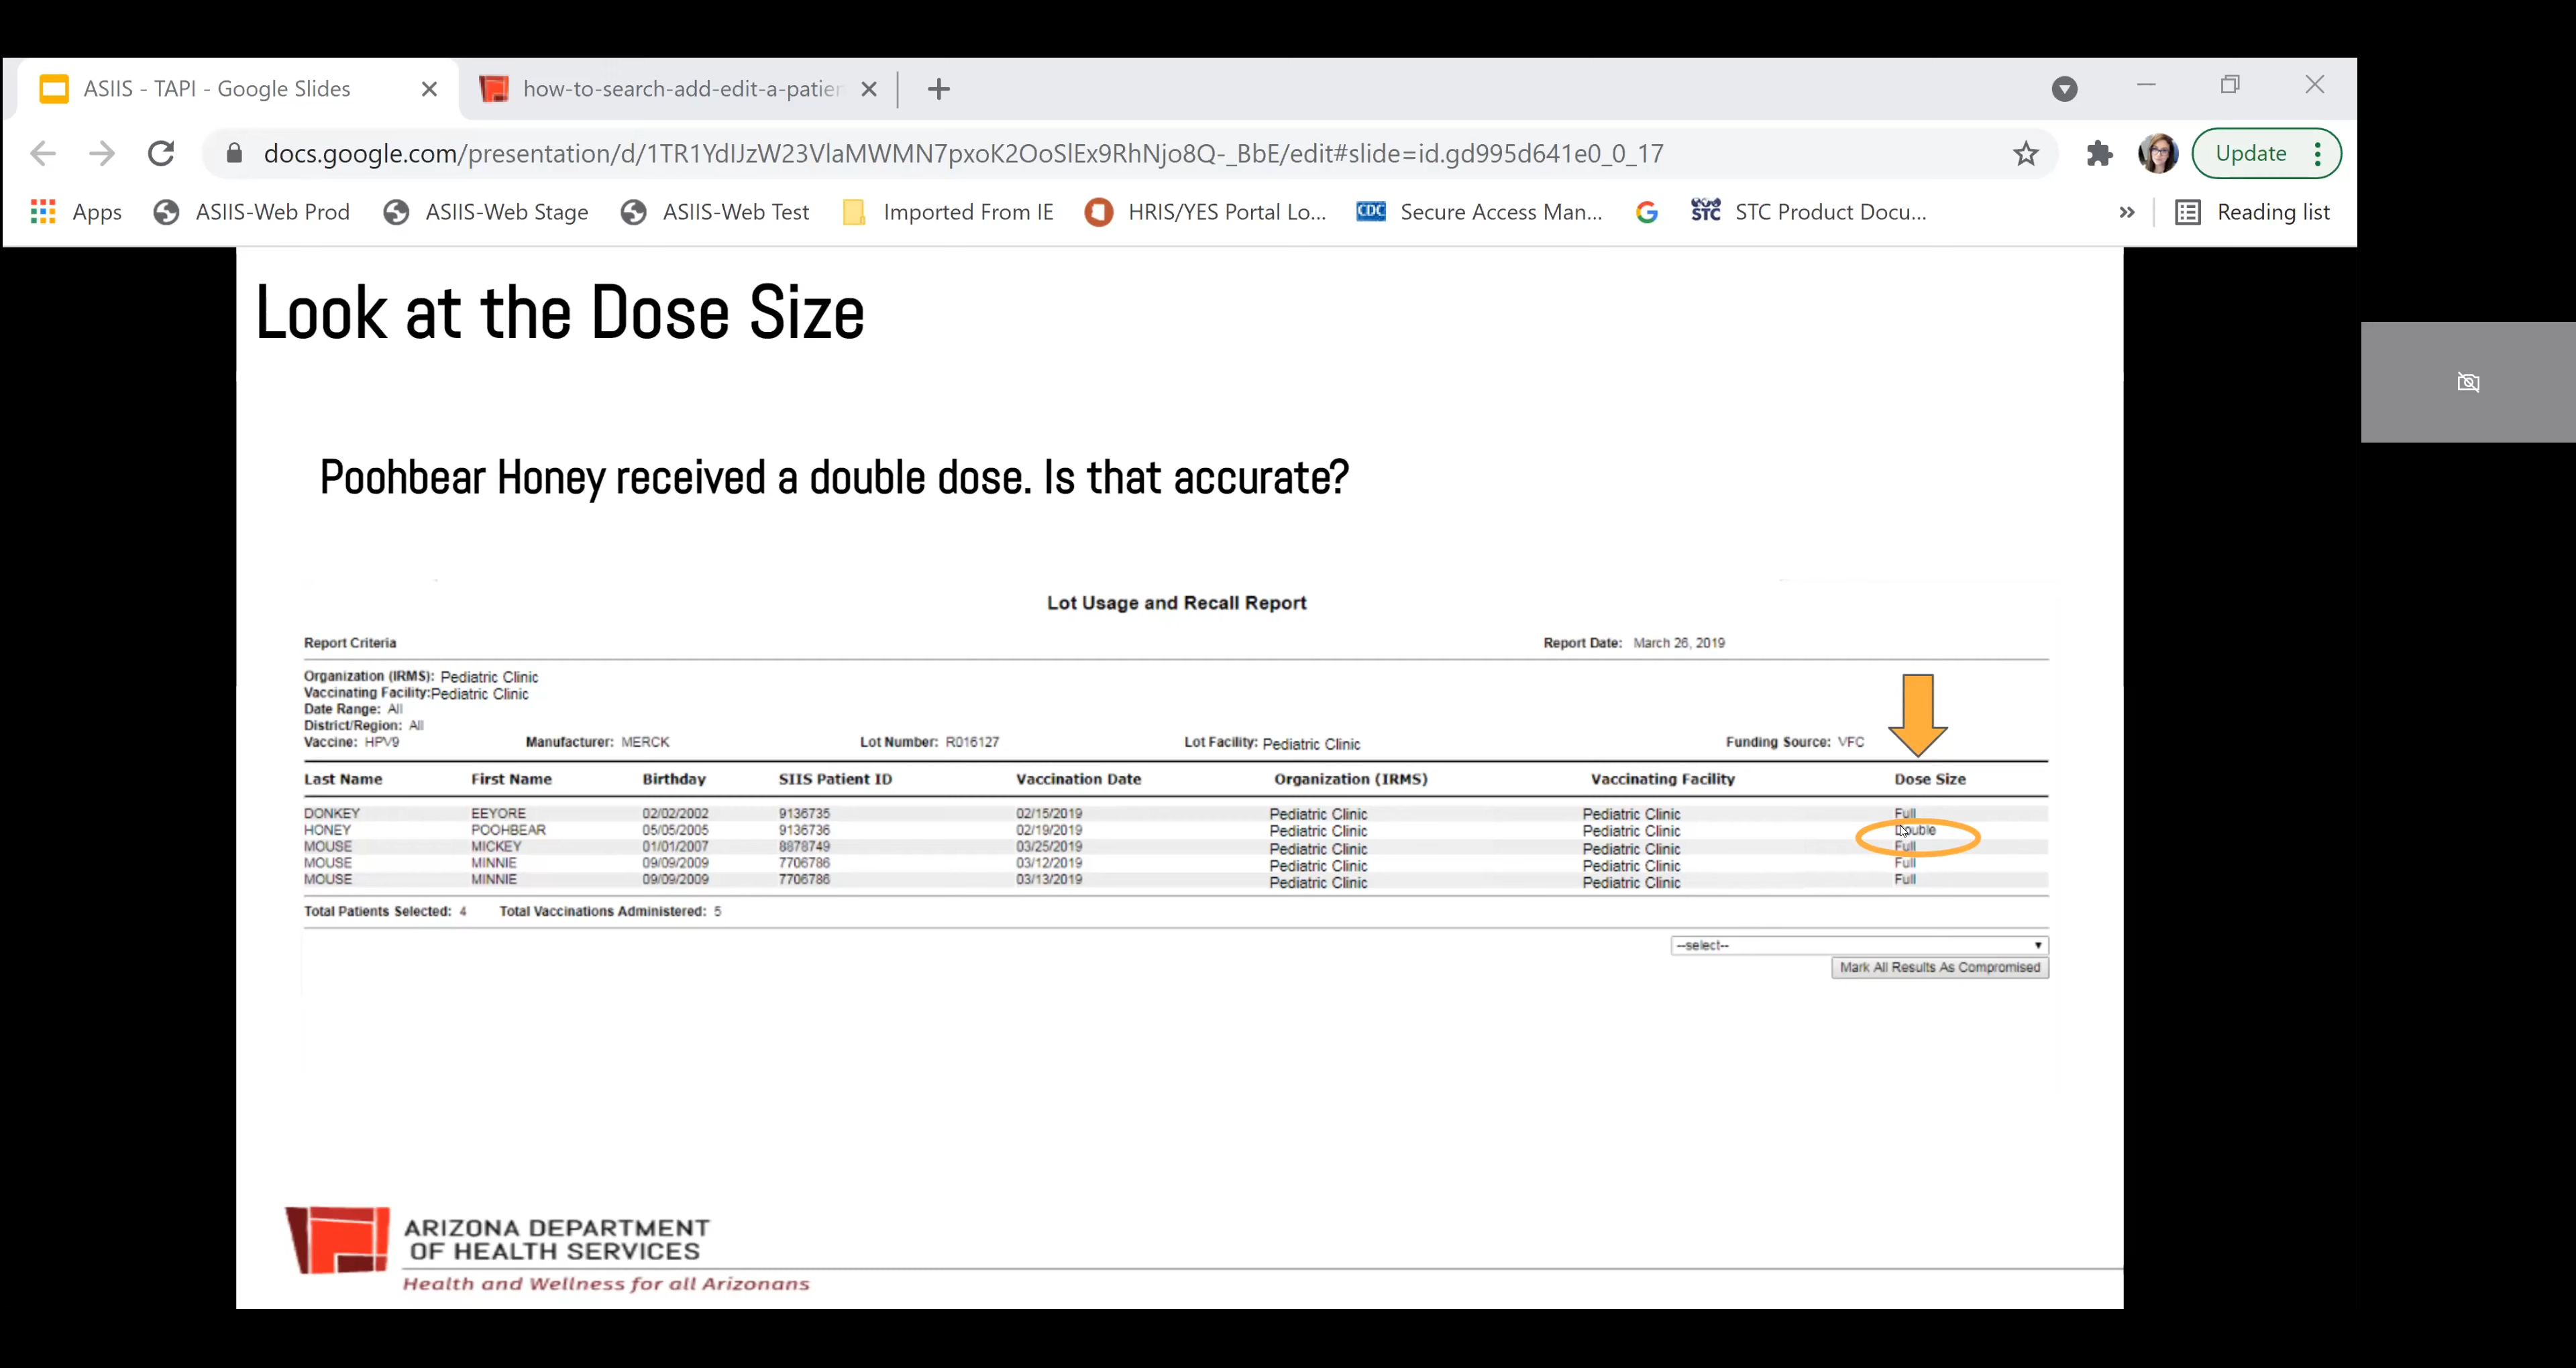 ASIIS - TAPI - Google Slides how-to-search-add-edit-a-patien
docs.google.com/presentation/d/1TR1YdIJzW23VlaMWMN7pxoK2OoSlEx9RhNjo8Q-_BbE/edit#slide=id.gd995d641e0_0_17 Update
Apps ASIIS-Web Prod ASIIS-Web Stage ASIIS-Web Test Imported From IE HRIS/YES Portal Lo... CDC Secure Access Man... STC STC Product Docu... » Reading list
Look at the Dose Size
Poohbear Honey received a double dose. Is that accurate?
Lot Usage and Recall Report
Report Criteria Report Date: March 26, 2019
Organization (IRMS): Pediatric Clinic
Vaccinating Facility:Pediatric Clinic
Date Range: All
District/Region: All
Vaccine: HPV9 Manufacturer: MERCK Lot Number: R016127 Lot Facility: Pediatric Clinic Funding Source: VFC
Last Name First Name Birthday SIIS Patient ID Vaccination Date Organization (IRMS) Vaccinating Facility Dose Size
DONKEY EEYORE 02/02/2002 9136735 02/15/2019 Pediatric Clinic Pediatric Clinic Full
HONEY POOHBEAR 05/05/2005 9136736 02/19/2019 Pediatric Clinic Pediatric Clinic Double
MOUSE MICKEY 01/01/2007 8878749 03/25/2019 Pediatric Clinic Pediatric Clinic Full
MOUSE MINNIE 09/09/2009 7706786 03/12/2019 Pediatric Clinic Pediatric Clinic Full
MOUSE MINNIE 09/09/2009 7706786 03/13/2019 Pediatric Clinic Pediatric Clinic Full
Total Patients Selected: 4 Total Vaccinations Administered: 5
--select--
Mark All Results As Compromised
ARIZONA DEPARTMENT
OF HEALTH SERVICES
Health and Wellness for all Arizonans